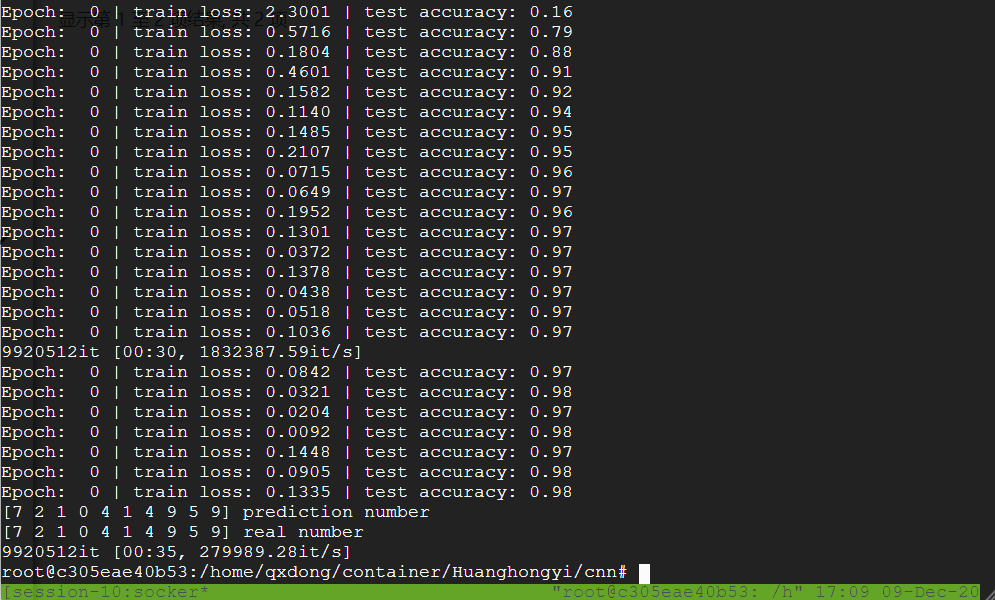 Epoch:  0 | train loss: 2.3001 | test accuracy: 0.16
Epoch:  0 | train loss: 0.5716 | test accuracy: 0.79
Epoch:  0 | train loss: 0.1804 | test accuracy: 0.88
Epoch:  0 | train loss: 0.4601 | test accuracy: 0.91
Epoch:  0 | train loss: 0.1582 | test accuracy: 0.92
Epoch:  0 | train loss: 0.1140 | test accuracy: 0.94
Epoch:  0 | train loss: 0.1485 | test accuracy: 0.95
Epoch:  0 | train loss: 0.2107 | test accuracy: 0.95
Epoch:  0 | train loss: 0.0715 | test accuracy: 0.96
Epoch:  0 | train loss: 0.0649 | test accuracy: 0.97
Epoch:  0 | train loss: 0.1952 | test accuracy: 0.96
Epoch:  0 | train loss: 0.1301 | test accuracy: 0.97
Epoch:  0 | train loss: 0.0372 | test accuracy: 0.97
Epoch:  0 | train loss: 0.1378 | test accuracy: 0.97
Epoch:  0 | train loss: 0.0438 | test accuracy: 0.97
Epoch:  0 | train loss: 0.0518 | test accuracy: 0.97
Epoch:  0 | train loss: 0.1036 | test accuracy: 0.97
9920512it [00:30, 1832387.59it/s]
Epoch:  0 | train loss: 0.0842 | test accuracy: 0.97
Epoch:  0 | train loss: 0.0321 | test accuracy: 0.98
Epoch:  0 | train loss: 0.0204 | test accuracy: 0.97
Epoch:  0 | train loss: 0.0092 | test accuracy: 0.98
Epoch:  0 | train loss: 0.1448 | test accuracy: 0.97
Epoch:  0 | train loss: 0.0905 | test accuracy: 0.98
Epoch:  0 | train loss: 0.1335 | test accuracy: 0.98
[7 2 1 0 4 1 4 9 5 9] prediction number
[7 2 1 0 4 1 4 9 5 9] real number
9920512it [00:35, 279989.28it/s]
root@c305eae40b53:/home/qxdong/container/Huanghongyi/cnn#
[session-10:socker* "root@c305eae40b53: /h" 17:09 09-Dec-20